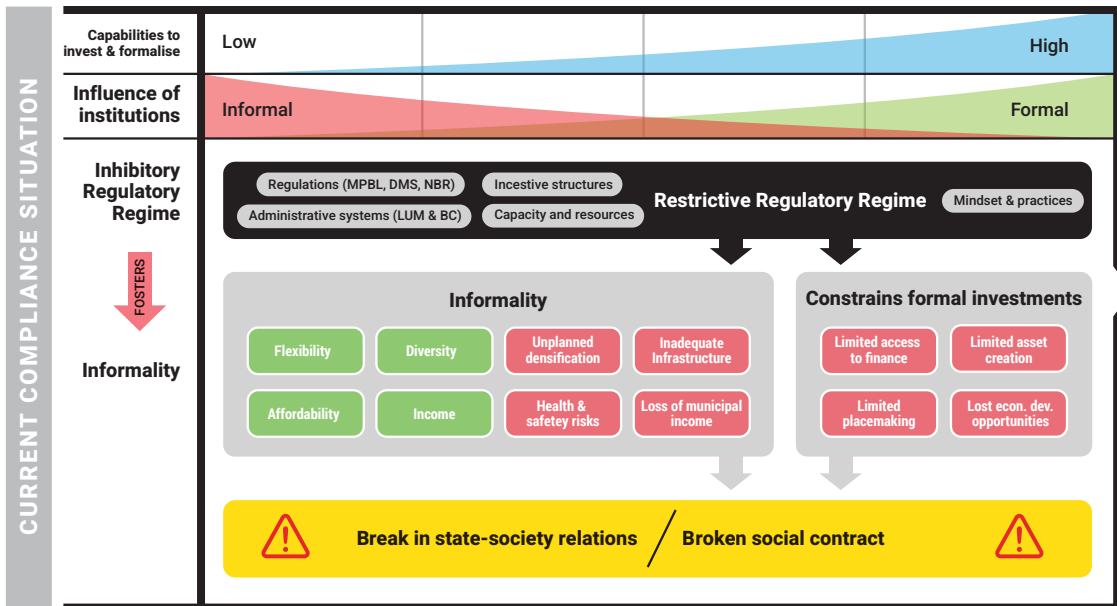 CURRENT COMPLIANCE SITUATION
Capabilities to
invest & formalise
Low
High
Influence of
institutions
Informal
Formal
Inhibitory
Regulatory
Regime
FOSTERS
Informality
Regulations (MPBL, DMS, NBR)
Incestive structures
Administrative systems (LUM & BC)
Capacity and resources
Restrictive Regulatory Regime
Mindset & practices
Informality
Flexibility
Diversity
Unplanned
densification
Inadequate
Infrastructure
Affordability
Income
Health &
safetey risks
Loss of municipal
income
Constrains formal investments
Limited access
to finance
Limited asset
creation
Limited
placemaking
Lost econ. dev.
opportunities
Break in state-society relations / Broken social contract